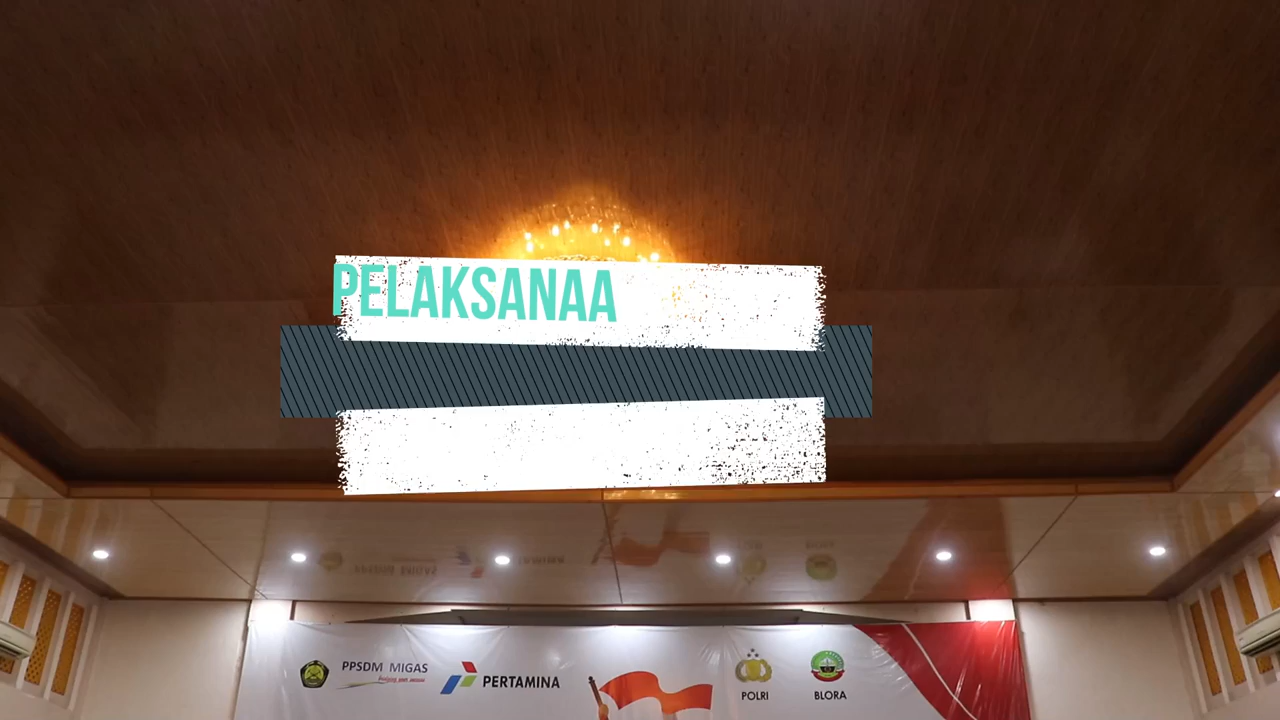 PELAKSANAA
PPSDM MIGAS
PERTAMINA
POLRI
BLORA